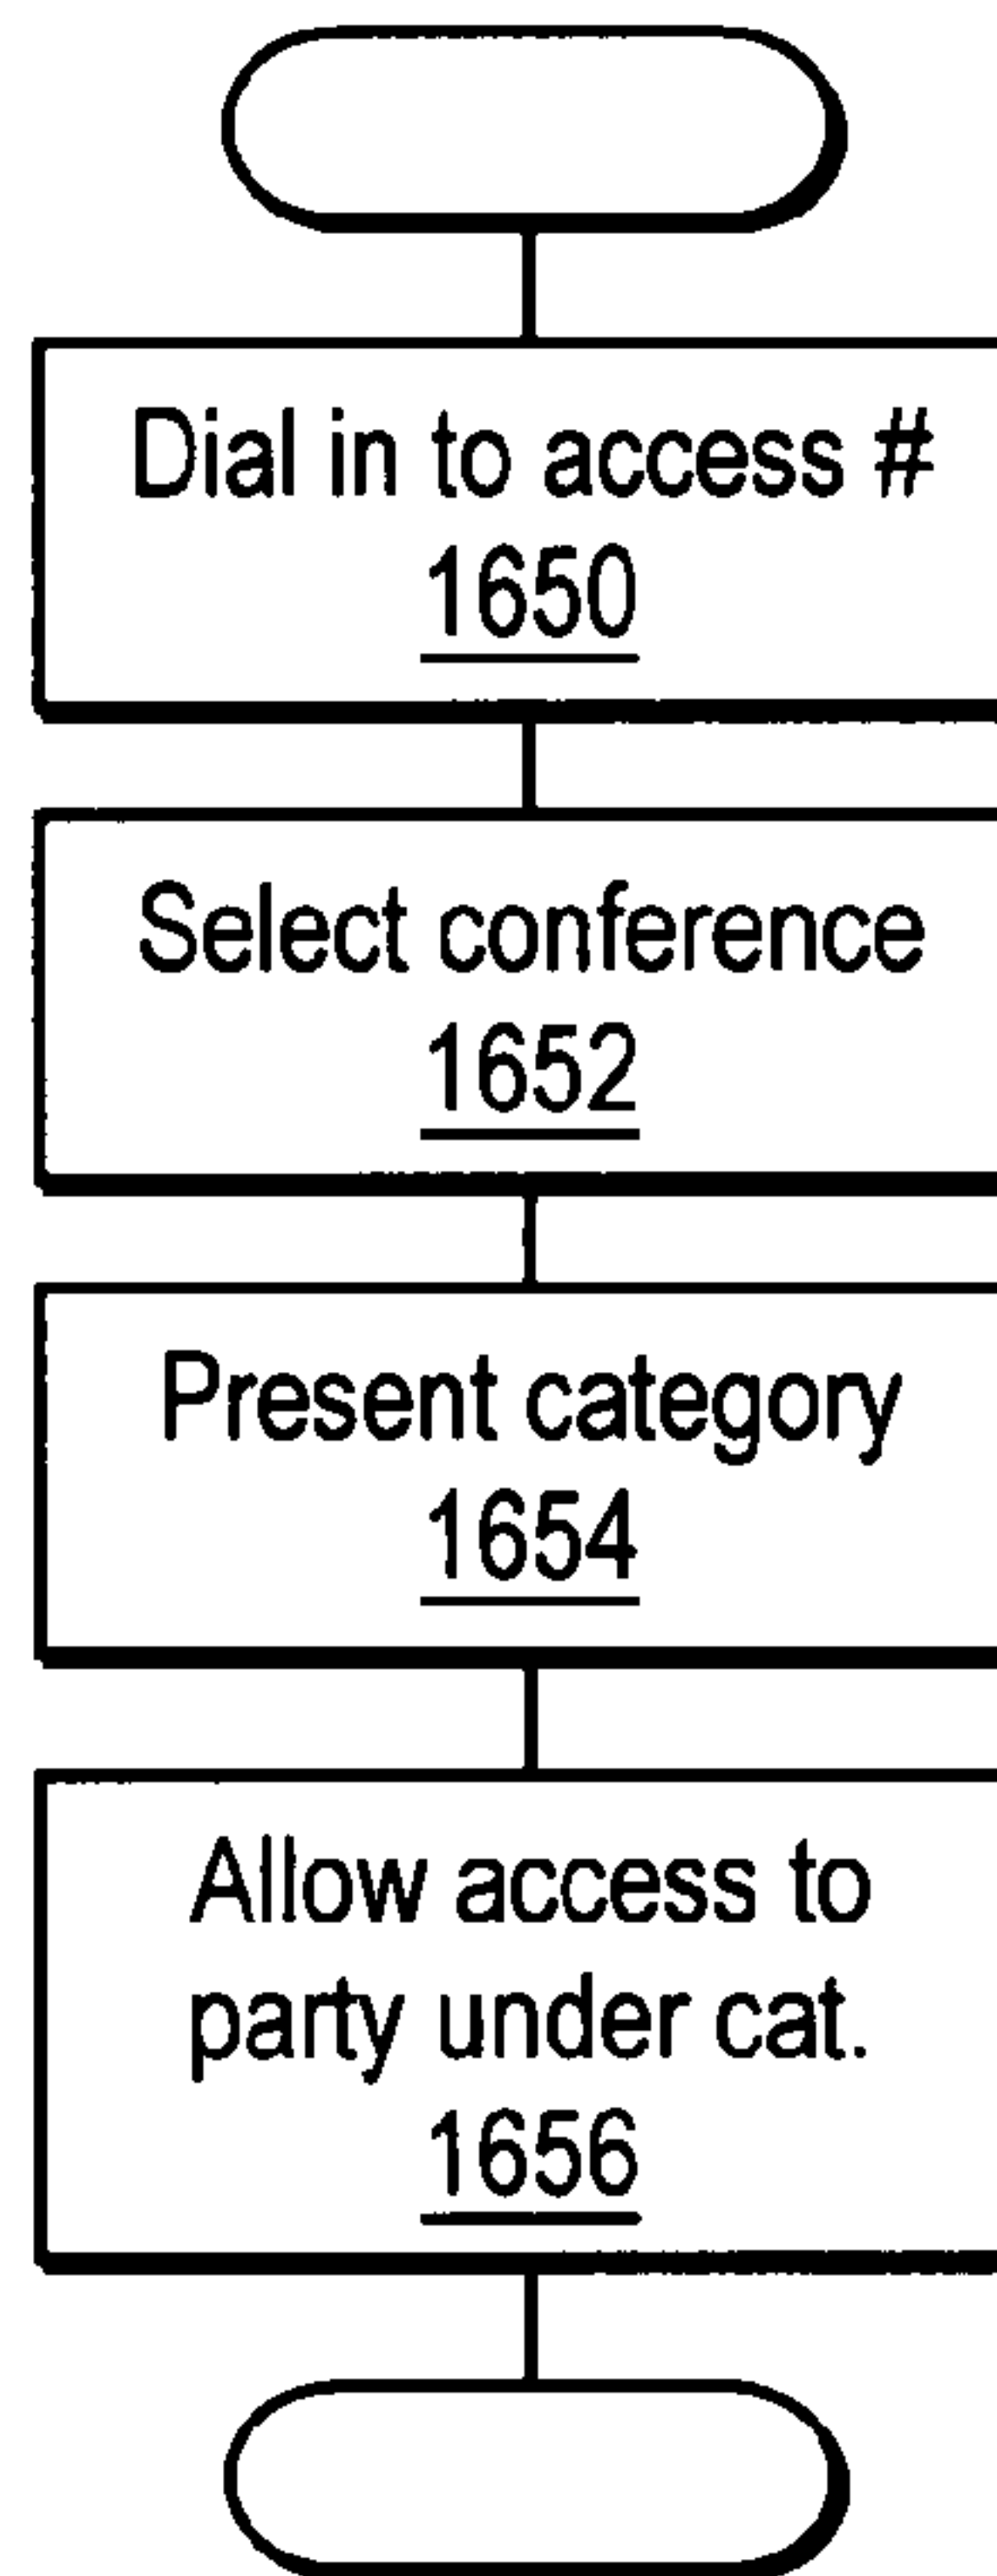 Dial in to access #
1650
Select conference
1652
Present category
1654
Allow access to
party under cat.
1656